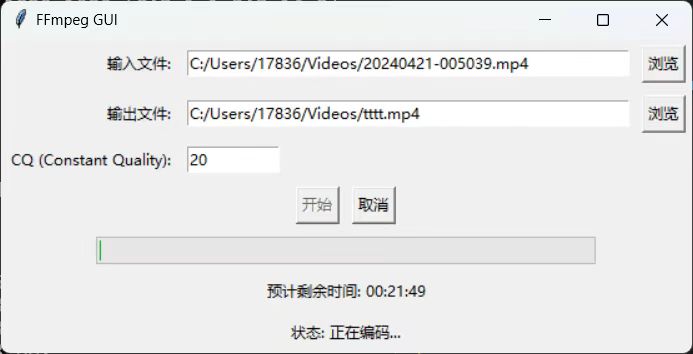 FFmpeg GUI
输入文件: C:/Users/17836/Videos/20240421-005039.mp4 浏览
输出文件: C:/Users/17836/Videos/tttt.mp4 浏览
CQ (Constant Quality): 20
开始 取消
预计剩余时间: 00:21:49
状态: 正在编码...